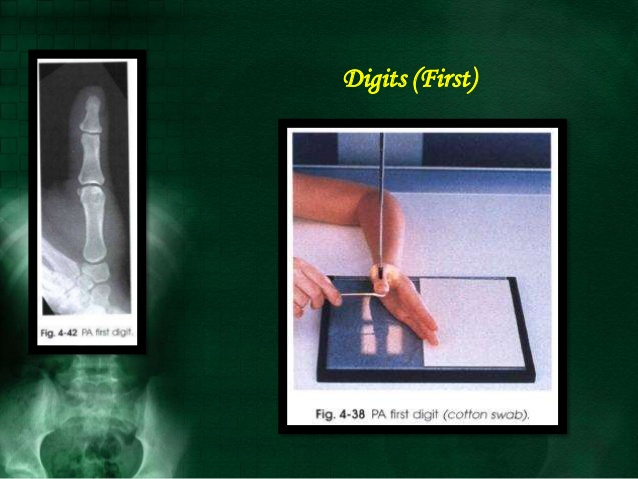 Digits (First)
Fig. 4-42 PA first digit.
Fig. 4-38 PA first digit (cotton swab).